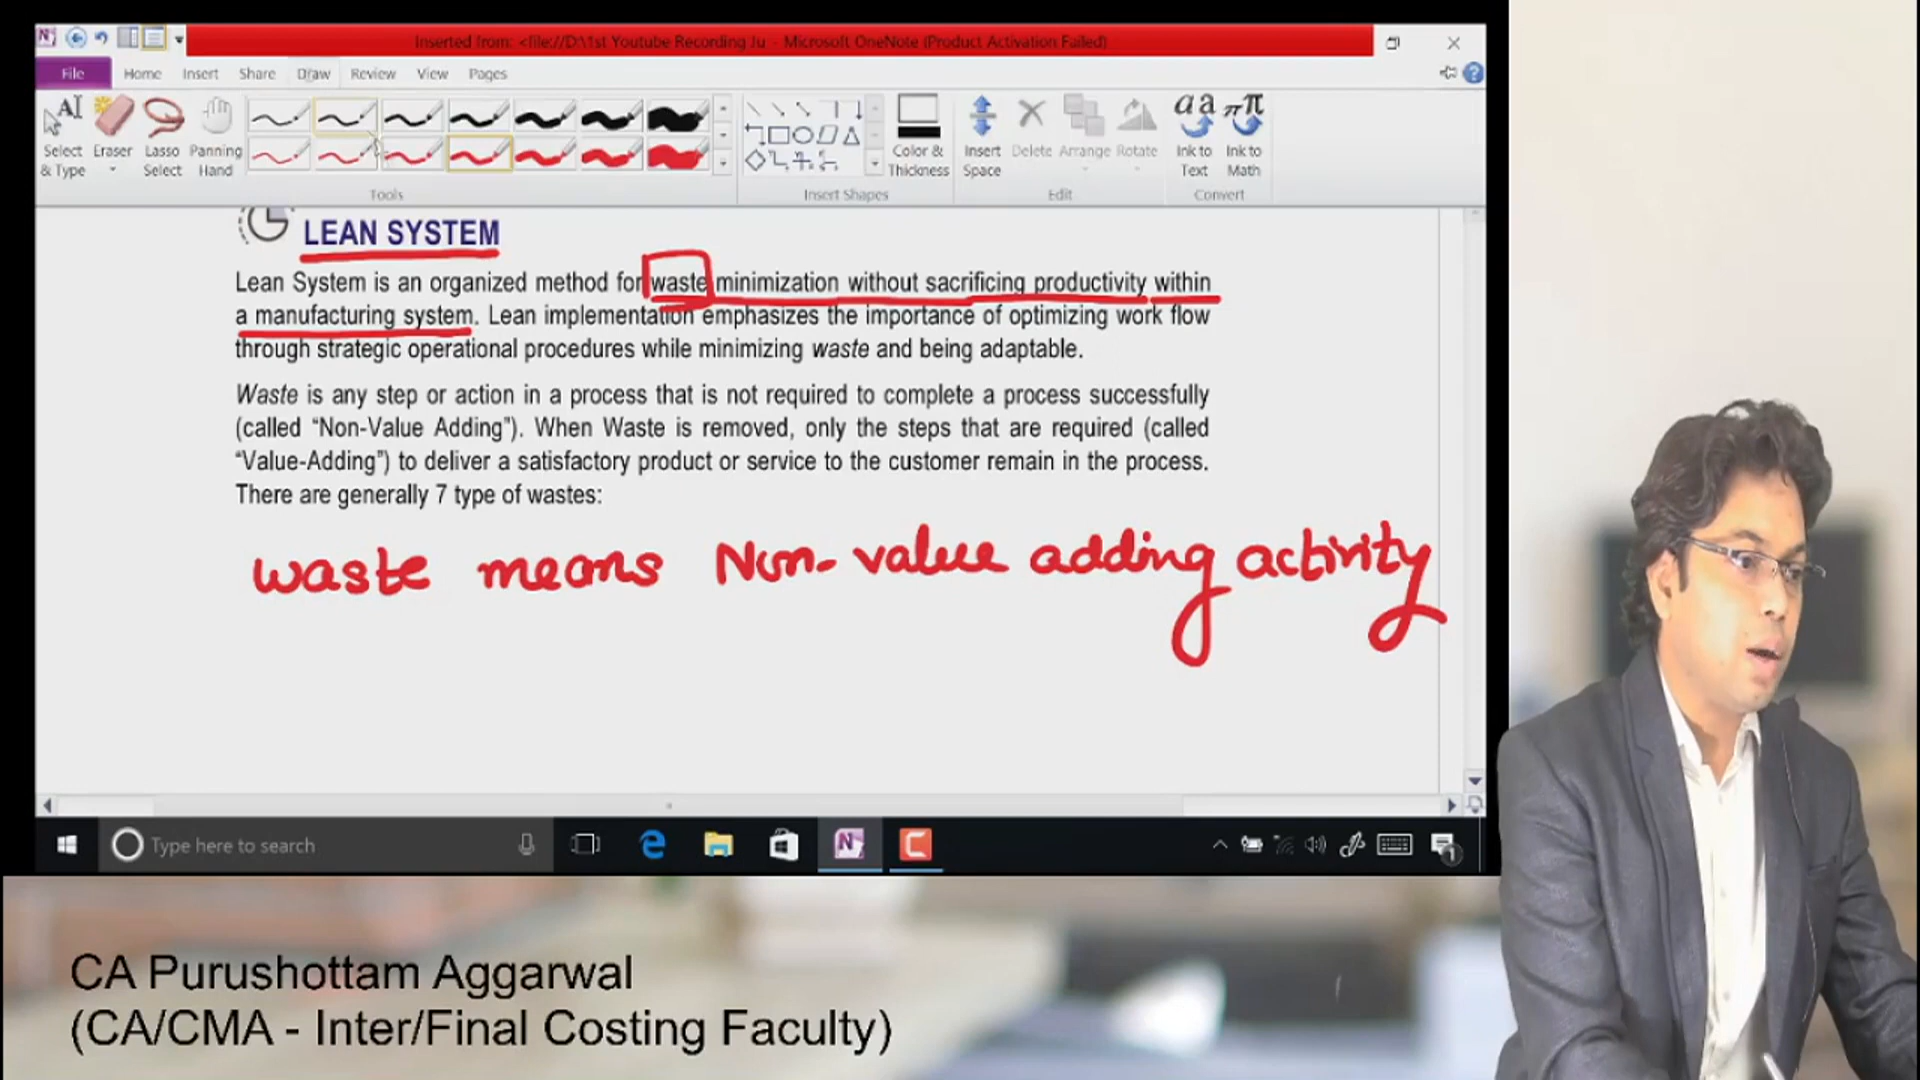 Inserted from: <file://D:\1st Youtube Recording Ju - Microsoft OneNote (Product Activation Failed)
File Home Insert Share Draw Review View Pages
Select & Type
Eraser
Lasso Select
Panning Hand
Tools
Insert Shapes
Color & Thickness
Insert Space
Delete
Arrange
Rotate
Edit
Ink to Text
Ink to Math
Convert
LEAN SYSTEM
Lean System is an organized method for waste minimization without sacrificing productivity within
a manufacturing system. Lean implementation emphasizes the importance of optimizing work flow
through strategic operational procedures while minimizing waste and being adaptable.
Waste is any step or action in a process that is not required to complete a process successfully
(called “Non-Value Adding”). When Waste is removed, only the steps that are required (called
“Value-Adding”) to deliver a satisfactory product or service to the customer remain in the process.
There are generally 7 type of wastes:
waste means Non-value adding activity
Type here to search
1
CA Purushottam Aggarwal
(CA/CMA - Inter/Final Costing Faculty)